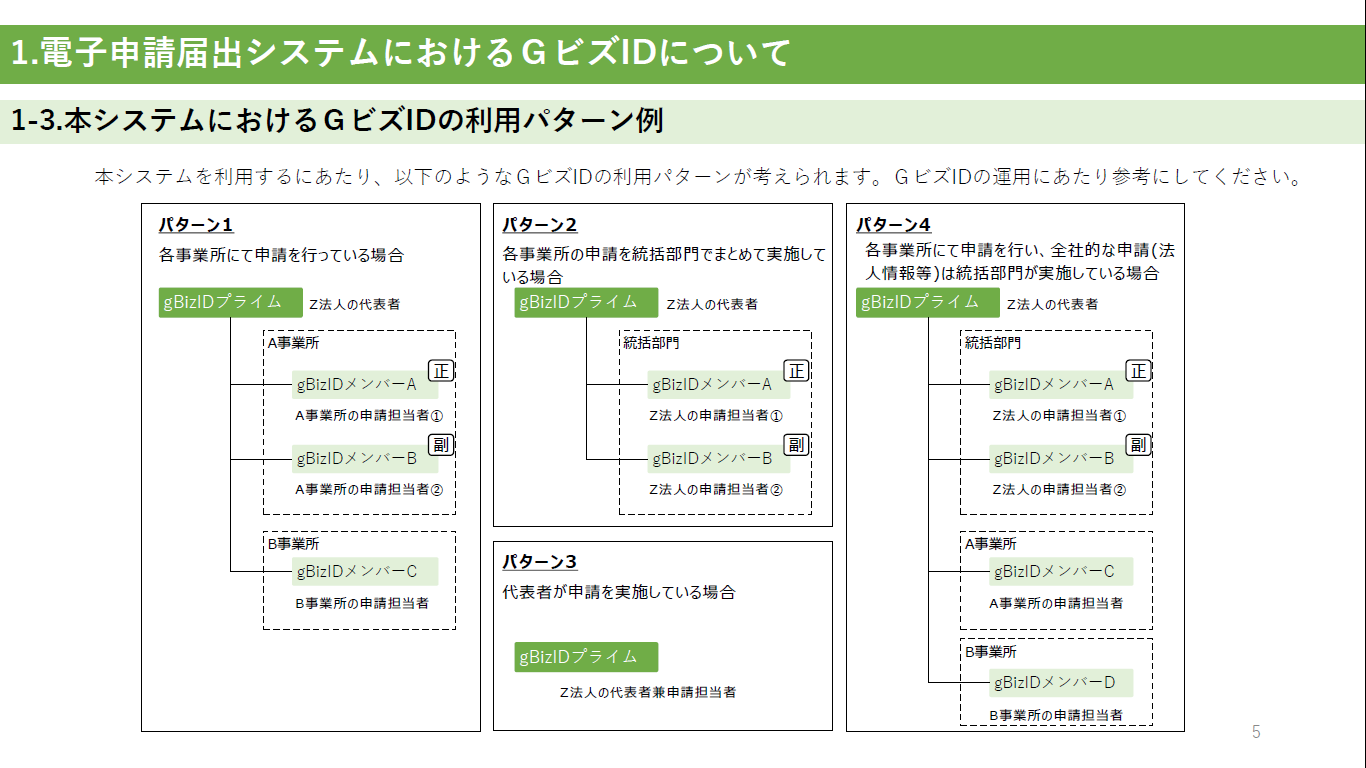 1.電子申請届出システムにおけるGビズIDについて
1-3.本システムにおけるGビズIDの利用パターン例
本システムを利用するにあたり、以下のようなGビズIDの利用パターンが考えられます。GビズIDの運用にあたり参考にしてください。
パターン1
各事業所にて申請を行っている場合
gBizIDプライム
Z法人の代表者
A事業所
正
gBizIDメンバーA
A事業所の申請担当者①
副
gBizIDメンバーB
A事業所の申請担当者②
B事業所
gBizIDメンバーC
B事業所の申請担当者
パターン2
各事業所の申請を統括部門でまとめて実施して
いる場合
gBizIDプライム
Z法人の代表者
統括部門
正
gBizIDメンバーA
Z法人の申請担当者①
副
gBizIDメンバーB
Z法人の申請担当者②
パターン3
代表者が申請を実施している場合
gBizIDプライム
Z法人の代表者兼申請担当者
パターン4
各事業所にて申請を行い、全社的な申請(法
人情報等)は統括部門が実施している場合
gBizIDプライム
Z法人の代表者
統括部門
正
gBizIDメンバーA
Z法人の申請担当者①
副
gBizIDメンバーB
Z法人の申請担当者②
A事業所
gBizIDメンバーC
A事業所の申請担当者
B事業所
gBizIDメンバーD
B事業所の申請担当者
5